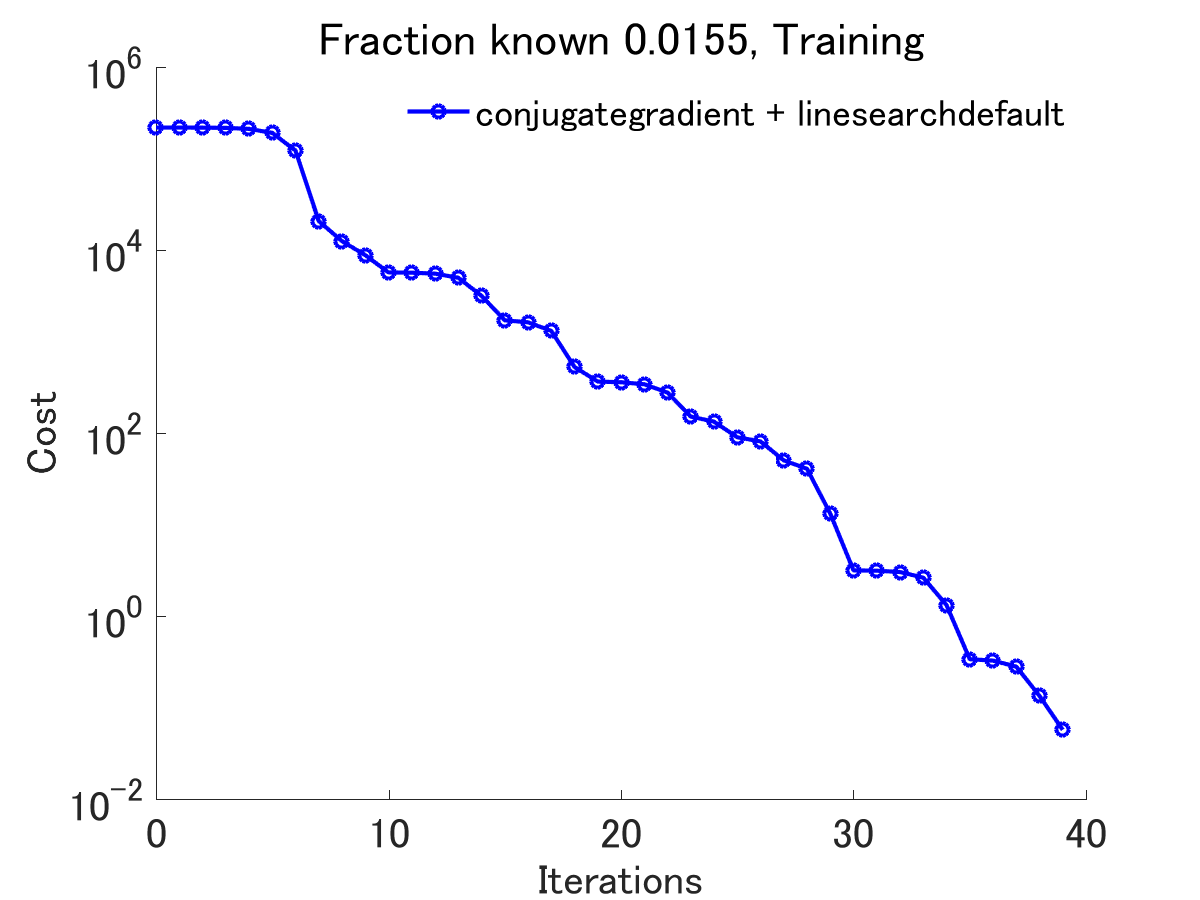 Fraction known 0.0155, Training
conjugategradient + linesearchdefault
10^6
10^4
10^2
10^0
10^-2
Cost
0 10 20 30 40
Iterations